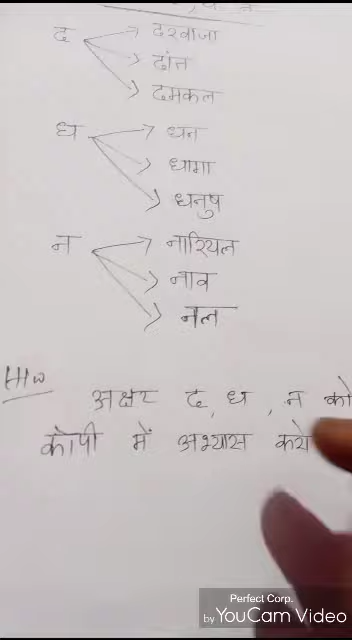 द दरवाजा
दांत
दमकल
ध धन
धागा
धनुष
न नारियल
नाव
नल
H/w
अक्षर द, ध, न को
कॉपी में अभ्यास करो
Perfect Corp.
by YouCam Video